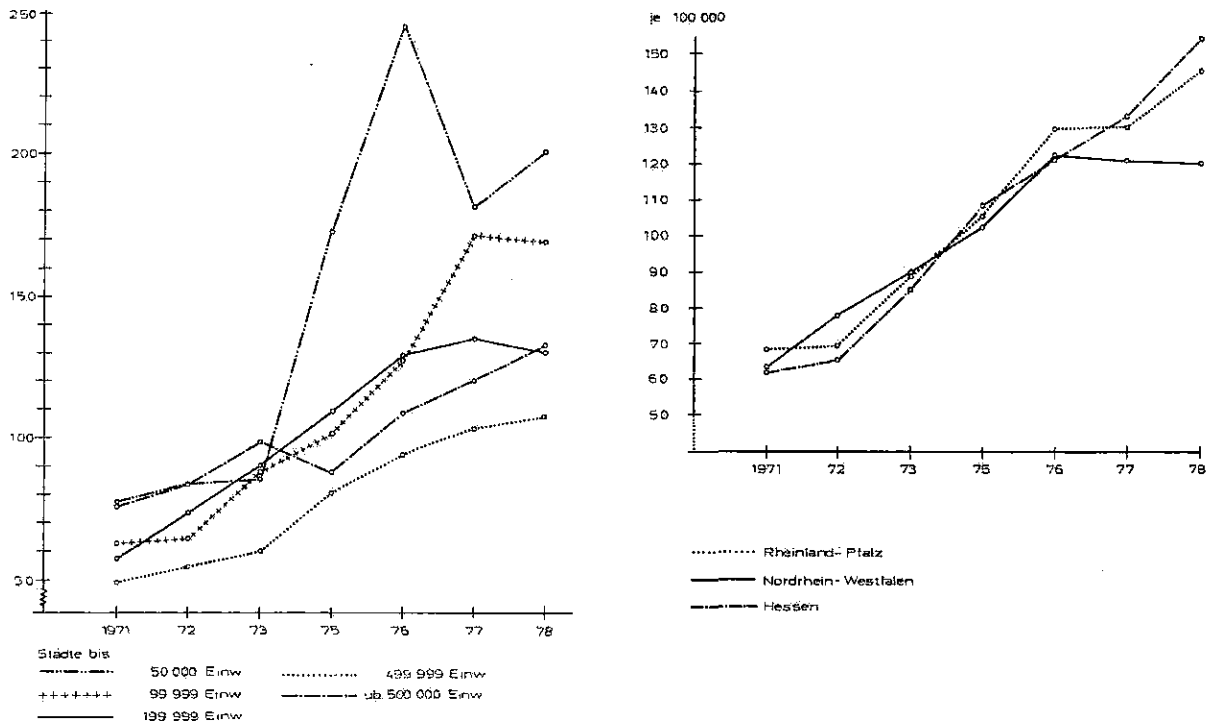 250
200
150
100
50
1971 72 73 75 76 77 78
Städte bis
50 000 Einw
99 999 Einw
199 999 Einw
499 999 Einw
üb. 500 000 Einw
je 100 000
150
140
130
120
110
100
90
80
70
60
50
1971 72 73 75 76 77 78
Rheinland-Pfalz
Nordrhein-Westfalen
Hessen